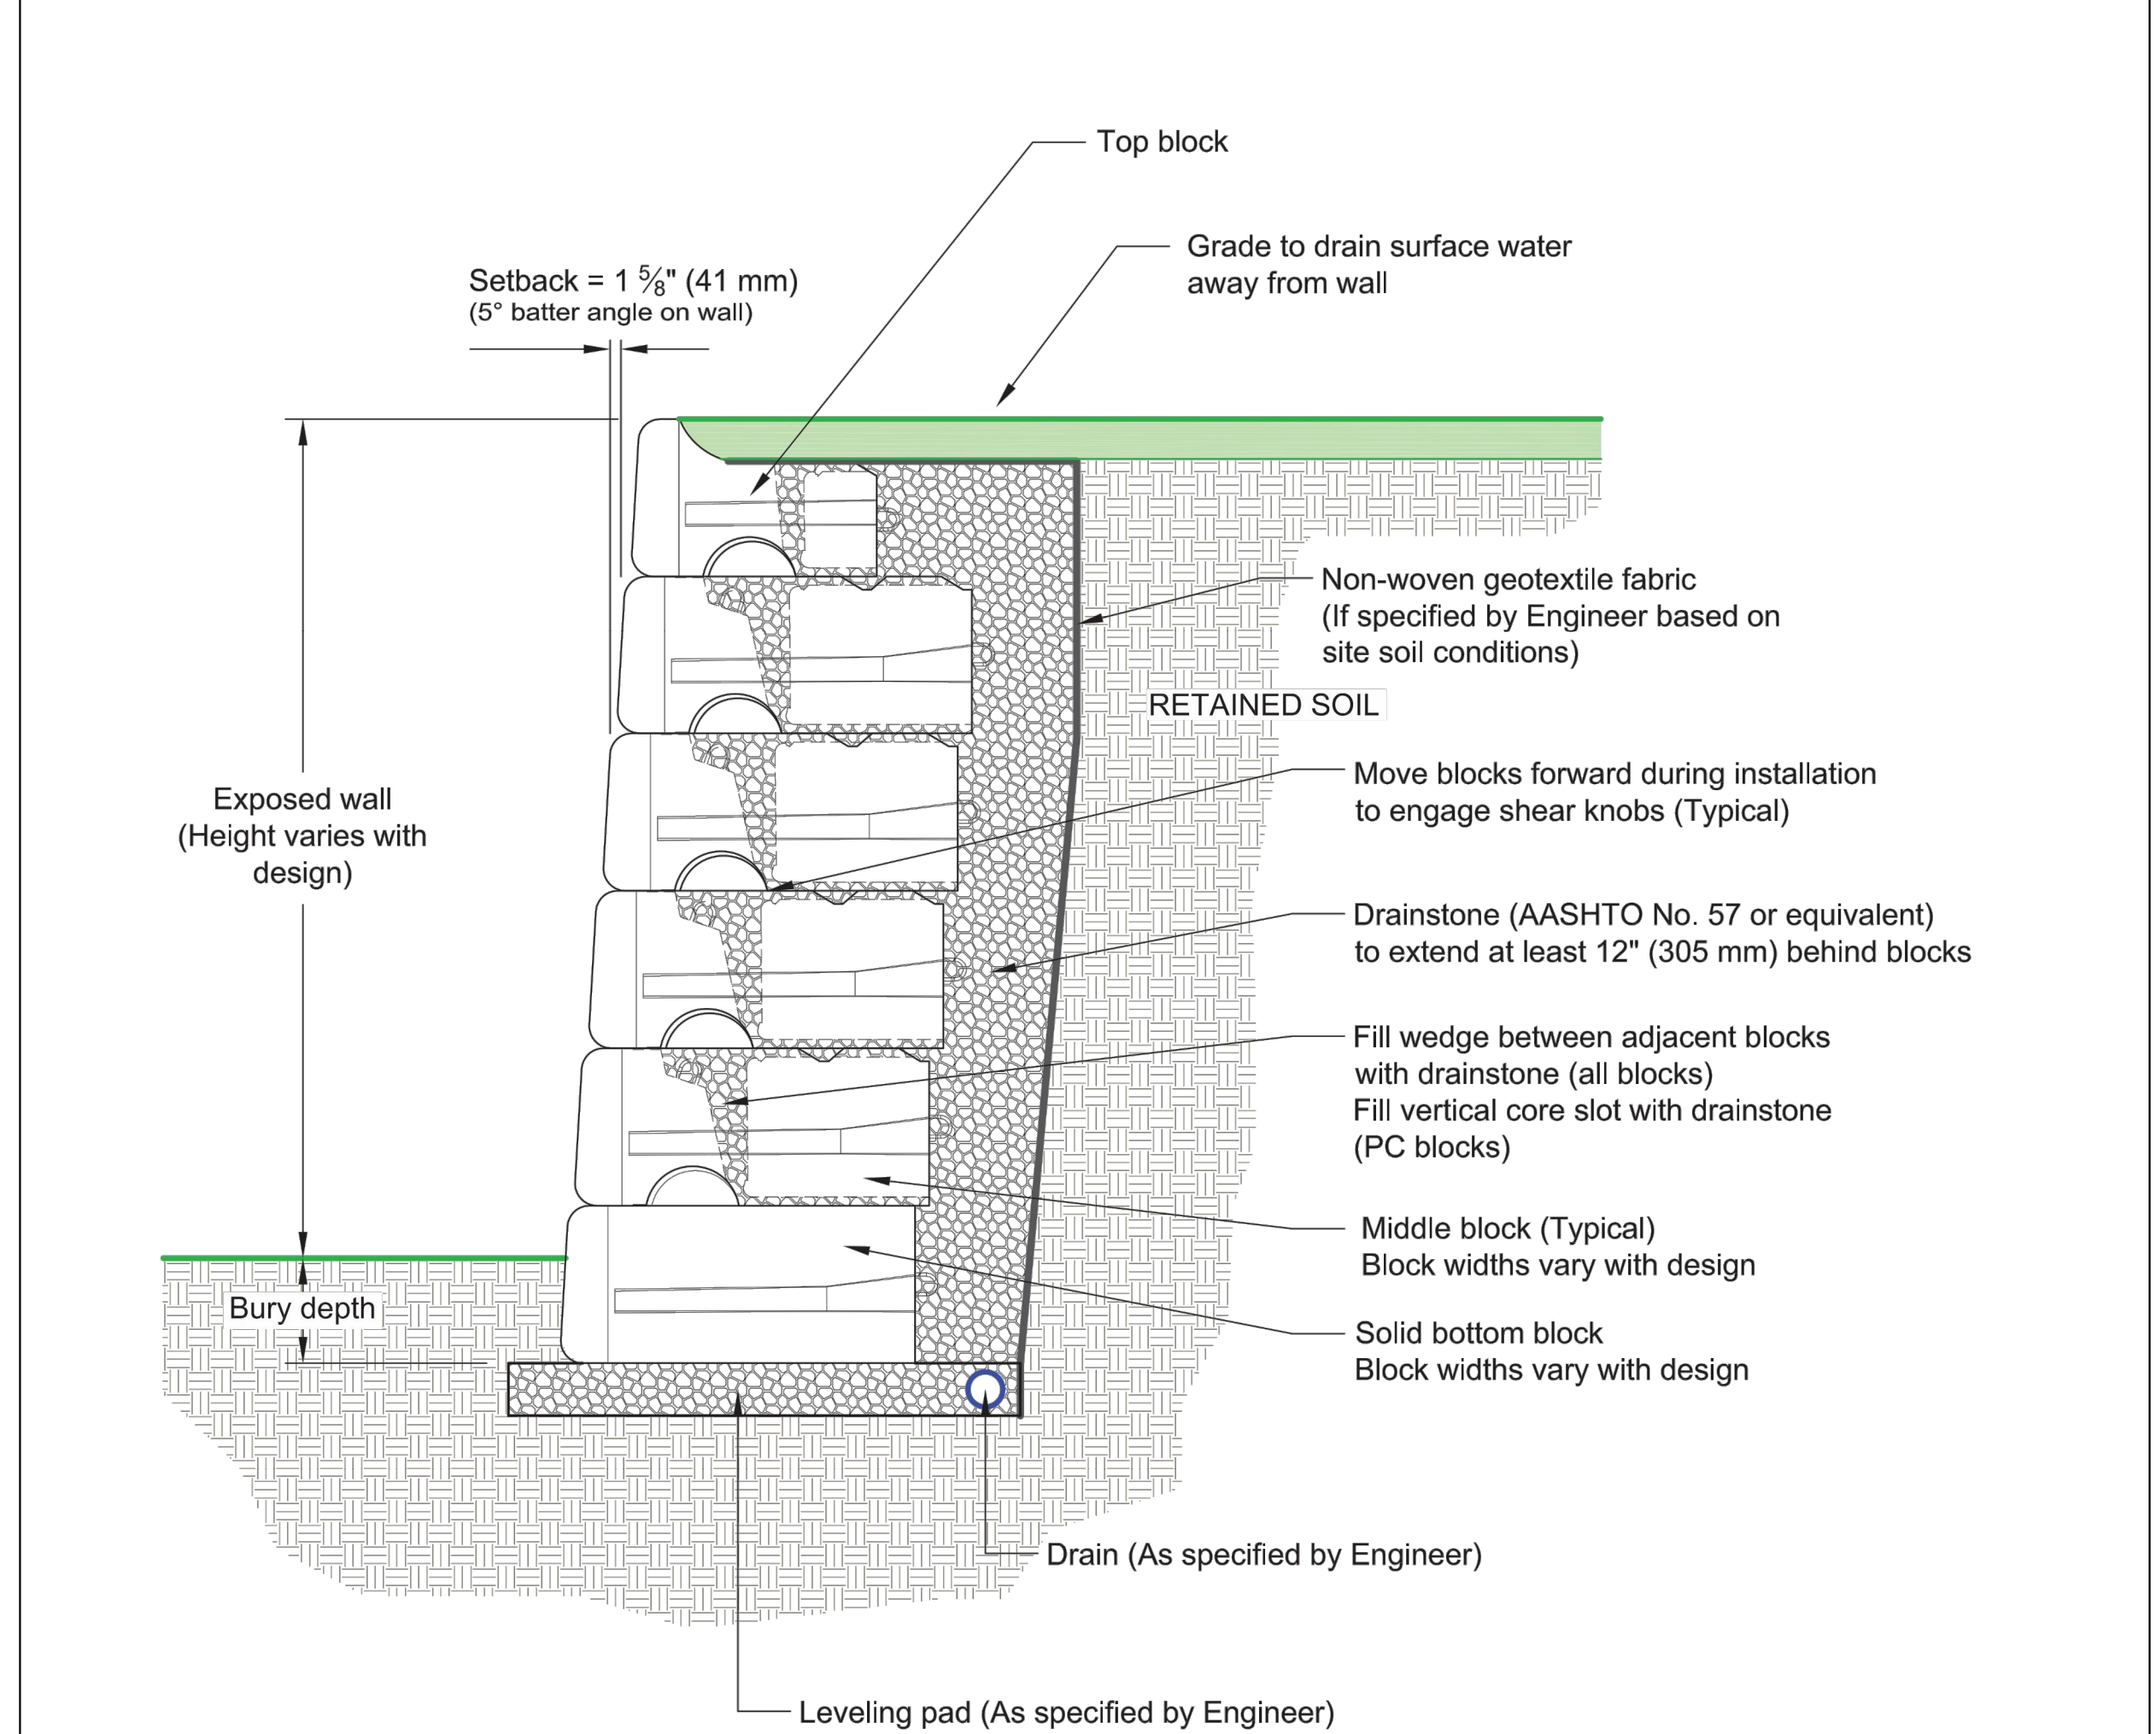 Top block
Grade to drain surface water
away from wall
Setback = 1 ⅝" (41 mm)
(5° batter angle on wall)
Non-woven geotextile fabric
(If specified by Engineer based on
site soil conditions)
RETAINED SOIL
Move blocks forward during installation
to engage shear knobs (Typical)
Exposed wall
(Height varies with
design)
Drainstone (AASHTO No. 57 or equivalent)
to extend at least 12" (305 mm) behind blocks
Fill wedge between adjacent blocks
with drainstone (all blocks)
Fill vertical core slot with drainstone
(PC blocks)
Middle block (Typical)
Block widths vary with design
Bury depth
Solid bottom block
Block widths vary with design
Drain (As specified by Engineer)
Leveling pad (As specified by Engineer)